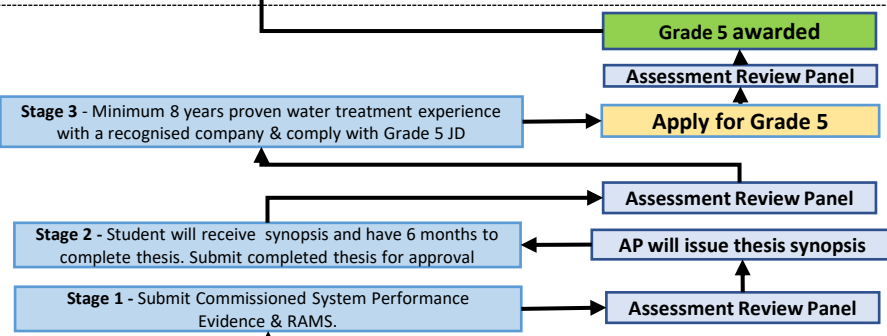 Grade 5 awarded
Assessment Review Panel
Stage 3 - Minimum 8 years proven water treatment experience
with a recognised company & comply with Grade 5 JD
Apply for Grade 5
Assessment Review Panel
Stage 2 - Student will receive synopsis and have 6 months to
complete thesis. Submit completed thesis for approval
AP will issue thesis synopsis
Stage 1 - Submit Commissioned System Performance
Evidence & RAMS.
Assessment Review Panel